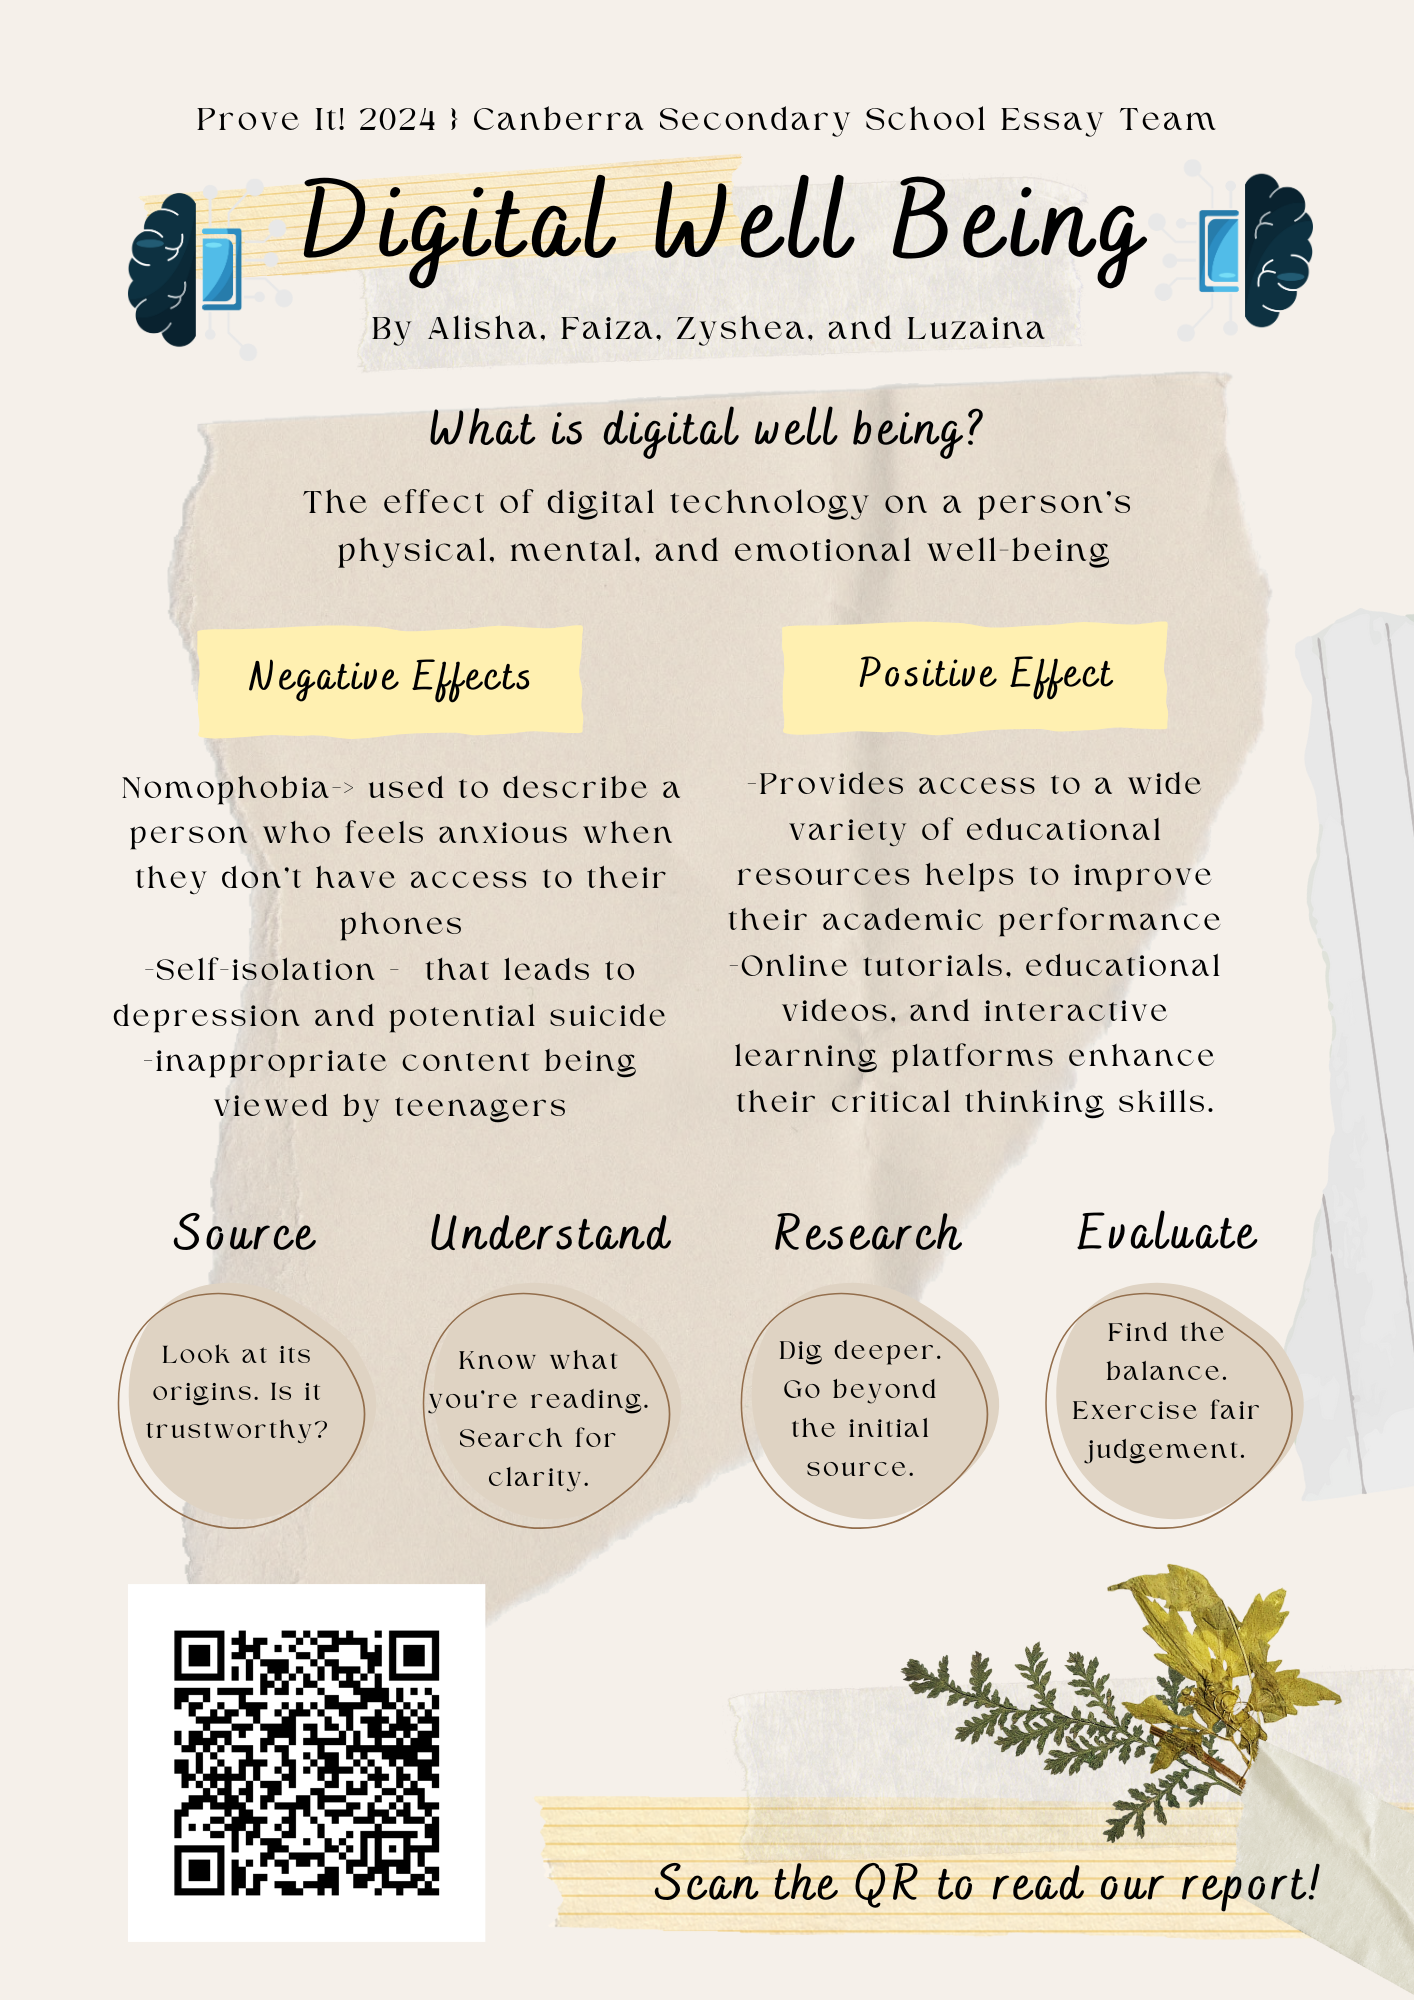 Prove It! 2024 | Canberra Secondary School Essay Team
Digital Well Being
By Alisha, Faiza, Zyshea, and Luzaina
What is digital well being?
The effect of digital technology on a person's
physical, mental, and emotional well-being
Negative Effects
Nomophobia-> used to describe a
person who feels anxious when
they don't have access to their
phones
-Self-isolation -  that leads to
depression and potential suicide
-inappropriate content being
viewed by teenagers
Positive Effect
-Provides access to a wide
variety of educational
resources helps to improve
their academic performance
-Online tutorials, educational
videos, and interactive
learning platforms enhance
their critical thinking skills.
Source
Look at its
origins. Is it
trustworthy?
Understand
Know what
you're reading.
Search for
clarity.
Research
Dig deeper.
Go beyond
the initial
source.
Evaluate
Find the
balance.
Exercise fair
judgement.
Scan the QR to read our report!